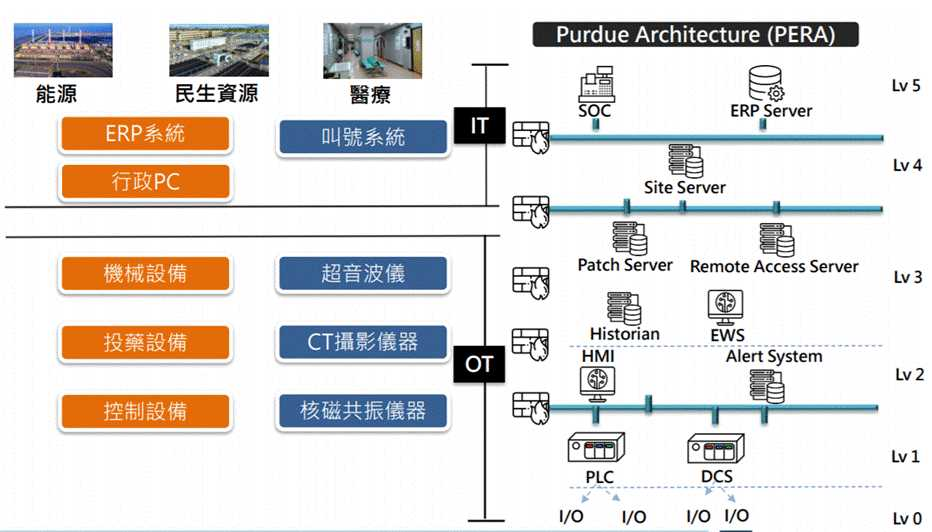 Purdue Architecture (PERA)
能源
民生資源
醫療
ERP系統
行政PC
叫號系統
IT
機械設備
投藥設備
控制設備
超音波儀
CT攝影儀器
核磁共振儀器
OT
SOC
ERP Server
Lv 5
Site Server
Lv 4
Patch Server
Remote Access Server
Lv 3
Historian
EWS
HMI
Alert System
Lv 2
PLC
DCS
Lv 1
I/O
I/O
I/O
I/O
Lv 0